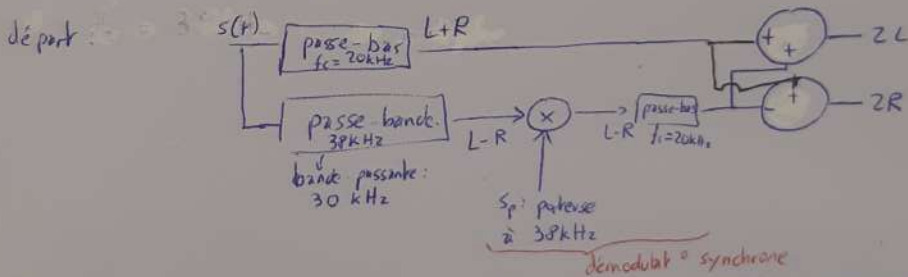 départ :
s(t)
passe-bas
fc = 20kHz
L+R
+
+
2L
passe-bande
38kHz
bande passante :
30 kHz
L-R
×
L-R
passe-bas
fc=20kHz
-
+
2R
sp : porteuse
à 38kHz
démodulat° synchrone